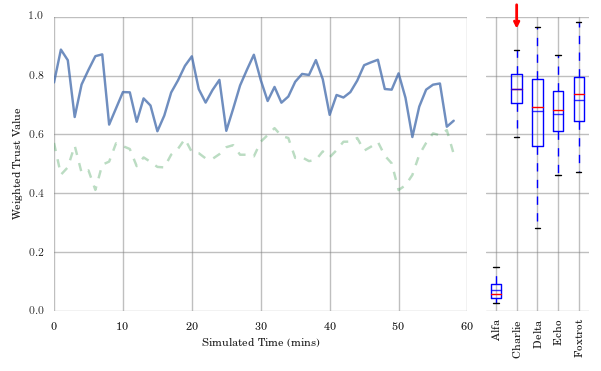 1.0
0.8
0.6
0.4
0.2
0.0
Weighted Trust Value
0 10 20 30 40 50 60
Simulated Time (mins)
Alfa
Charlie
Delta
Echo
Foxtrot